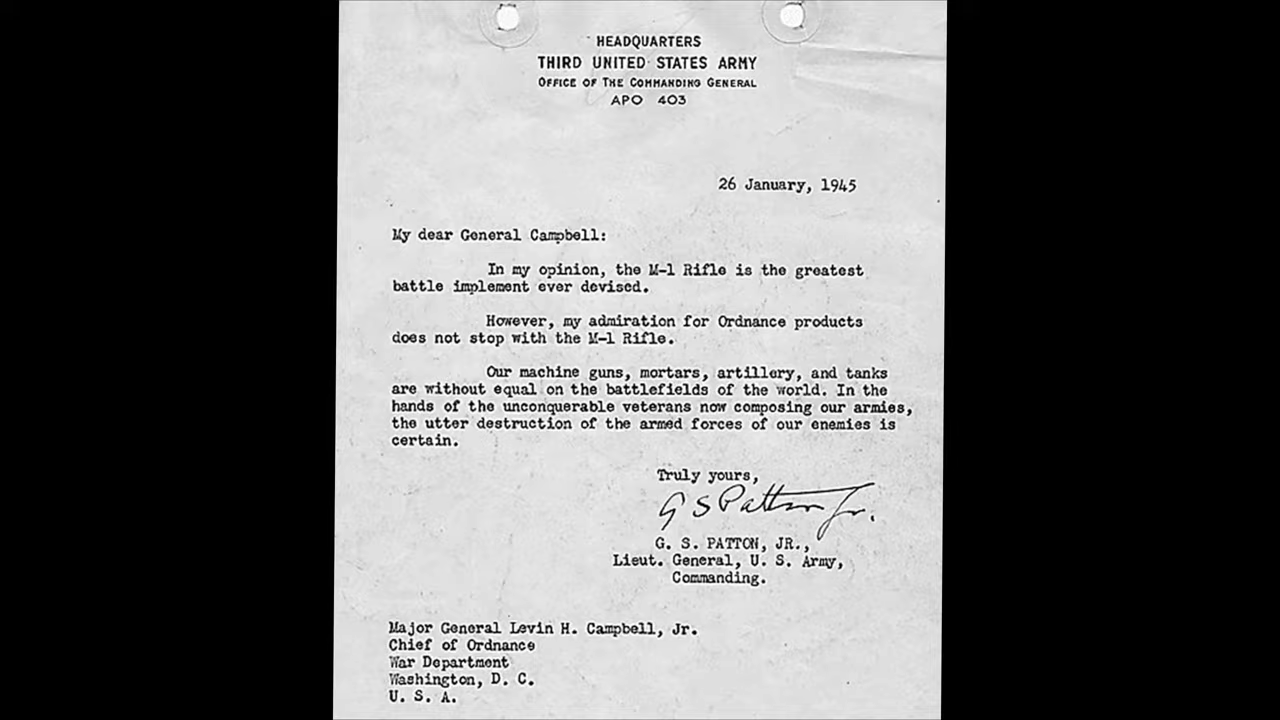 HEADQUARTERS
THIRD UNITED STATES ARMY
OFFICE OF THE COMMANDING GENERAL
APO 403
26 January, 1945
My dear General Campbell:
In my opinion, the M-1 Rifle is the greatest
battle implement ever devised.
However, my admiration for Ordnance products
does not stop with the M-1 Rifle.
Our machine guns, mortars, artillery, and tanks
are without equal on the battlefields of the world. In the
hands of the unconquerable veterans now composing our armies,
the utter destruction of the armed forces of our enemies is
certain.
Truly yours,
G S Patton Jr.
G. S. PATTON, JR.,
Lieut. General, U. S. Army,
Commanding.
Major General Levin H. Campbell, Jr.
Chief of Ordnance
War Department
Washington, D. C.
U. S. A.